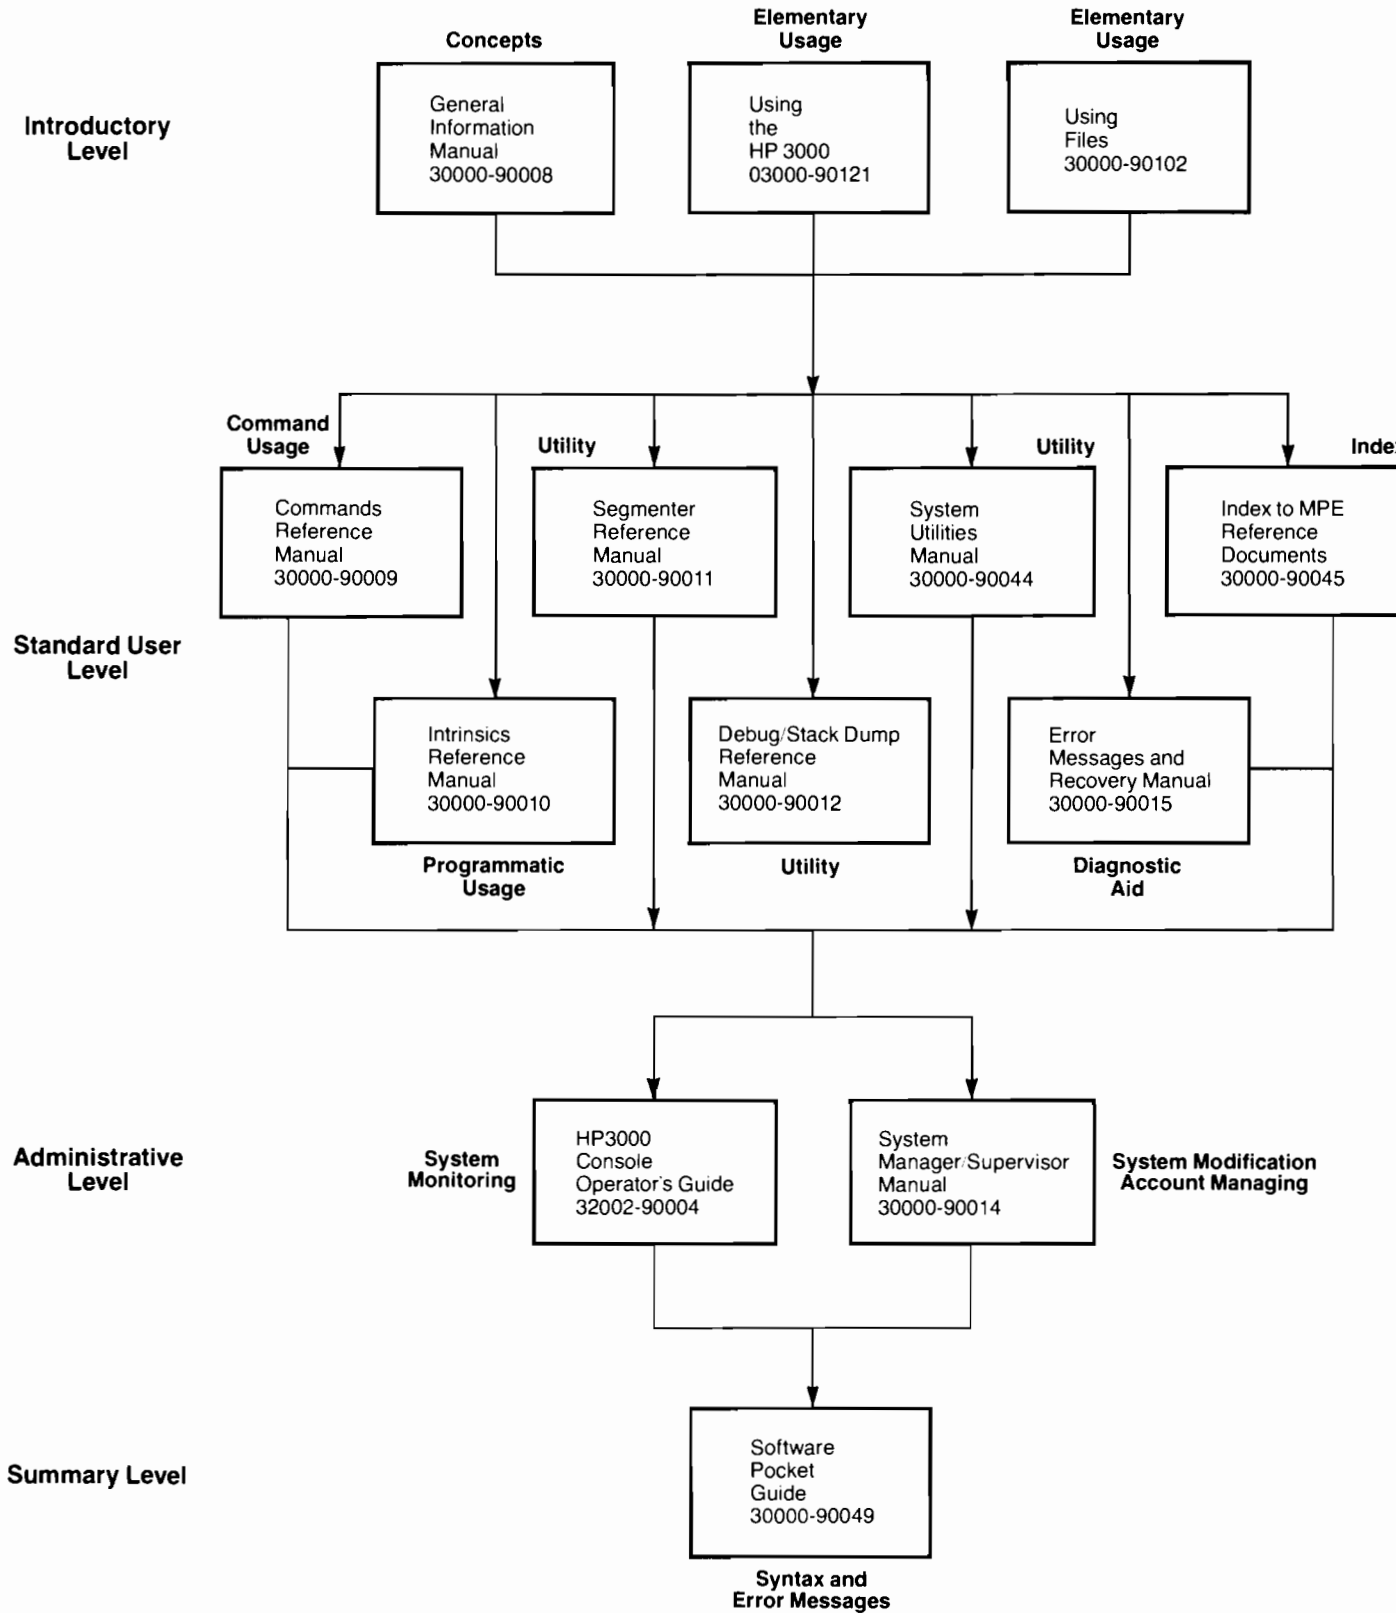 Concepts
Elementary
Usage
Elementary
Usage
Introductory
Level
General
Information
Manual
30000-90008
Using
the
HP 3000
03000-90121
Using
Files
30000-90102
Command
Usage
Utility
Utility
Index
Commands
Reference
Manual
30000-90009
Segmenter
Reference
Manual
30000-90011
System
Utilities
Manual
30000-90044
Index to MPE
Reference
Documents
30000-90045
Standard User
Level
Intrinsics
Reference
Manual
30000-90010
Debug/Stack Dump
Reference
Manual
30000-90012
Error
Messages and
Recovery Manual
30000-90015
Programmatic
Usage
Utility
Diagnostic
Aid
Administrative
Level
System
Monitoring
HP3000
Console
Operator's Guide
32002-90004
System
Manager/Supervisor
Manual
30000-90014
System Modification
Account Managing
Summary Level
Software
Pocket
Guide
30000-90049
Syntax and
Error Messages